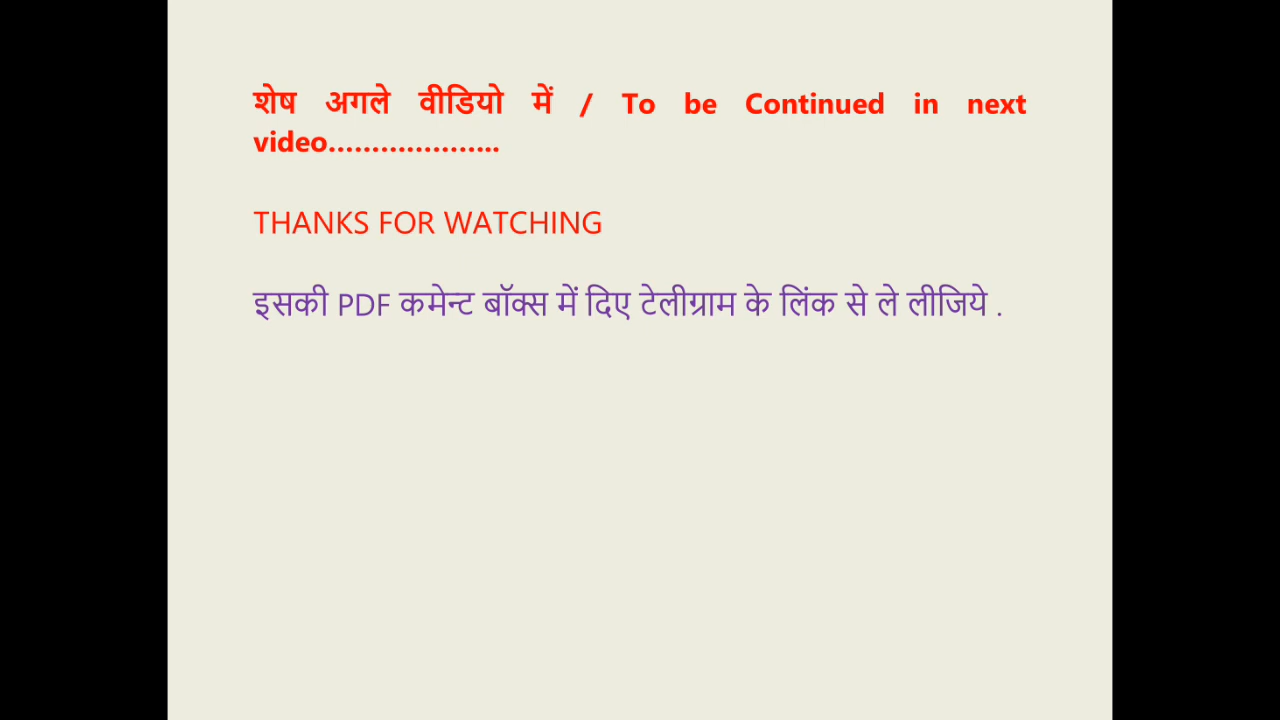 शेष अगले वीडियो में / To be Continued in next
video………………..
THANKS FOR WATCHING
इसकी PDF कमेन्ट बॉक्स में दिए टेलीग्राम के लिंक से ले लीजिये .